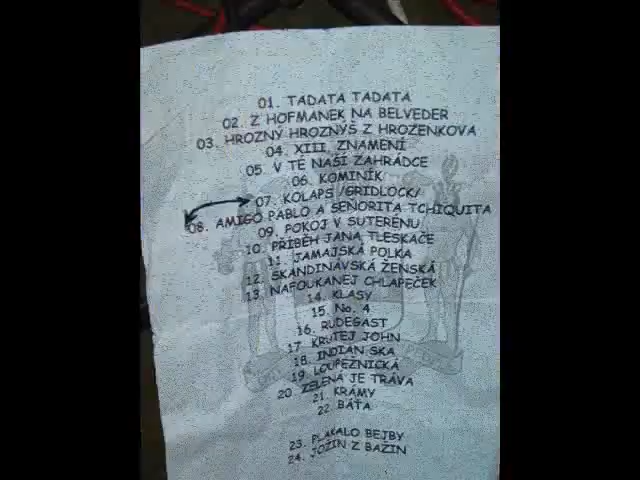 01. TADATA TADATA
02. Z HOFMANEK NA BELVEDER
03. HROZNÝ HROZNÝŠ Z HROZENKOVA
04. XIII. ZNAMENÍ
05. V TÉ NAŠÍ ZAHRÁDCE
06. KOMINÍK
07. KOLAPS /GRIDLOCK/
08. AMIGO PABLO A SEŇORITA TCHIQUITA
09. POKOJ V SUTERÉNU
10. PŘÍBĚH JANA TLESKAČE
11. JAMAJSKÁ POLKA
12. SKANDINÁVSKÁ ŽENSKÁ
13. NAFOUKANEJ CHLAPEČEK
14. KLASY
15. No. 4
16. RUDEGAST
17. KRUTEJ JOHN
18. INDIAN SKA
19. LOUPEŽNICKÁ
20. ZELENÁ JE TRÁVA
21. KRÁMY
22. BAŤA
23. PLAKALO BEJBY
24. JOŽIN Z BAŽIN